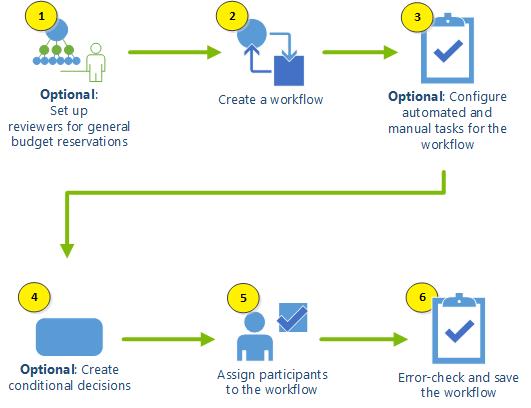 1
Optional:
Set up
reviewers for general
budget reservations
2
Create a workflow
3
Optional: Configure
automated and
manual tasks for the
workflow
4
Optional: Create
conditional decisions
5
Assign participants
to the workflow
6
Error-check and save
the workflow